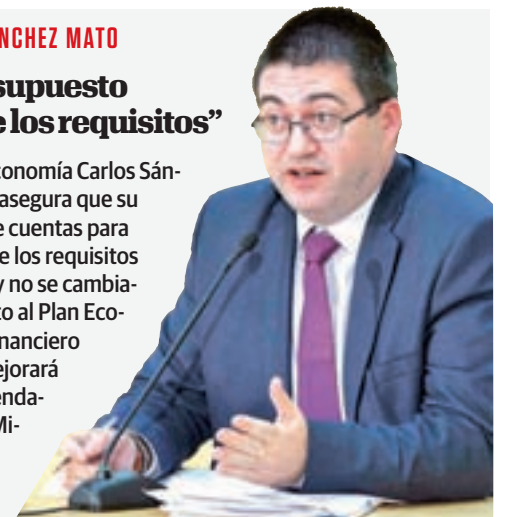 NCHEZ MATO
supuesto
e los requisitos”
conomía Carlos Sán-
asegura que su
e cuentas para
e los requisitos
y no se cambia-
to al Plan Eco-
nanciero
ejorará
enda-
Mi-